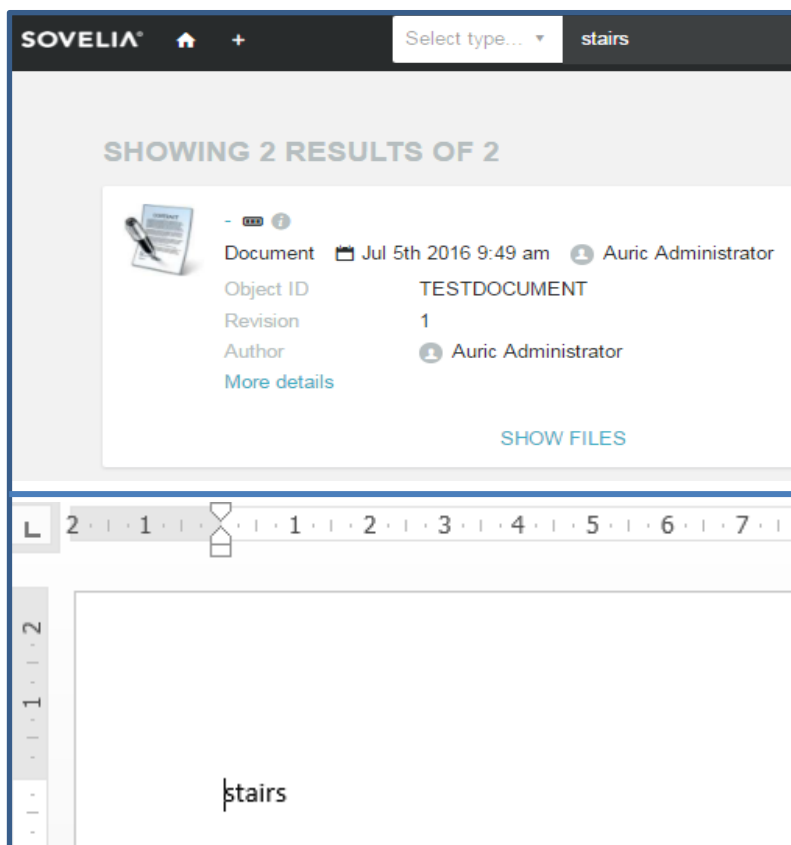 SOVELIA® + Select type... stairs
SHOWING 2 RESULTS OF 2
-
Document Jul 5th 2016 9:49 am Auric Administrator
Object ID TESTDOCUMENT
Revision 1
Author Auric Administrator
More details
SHOW FILES
L 2 1 1 2 3 4 5 6 7
2
1
stairs